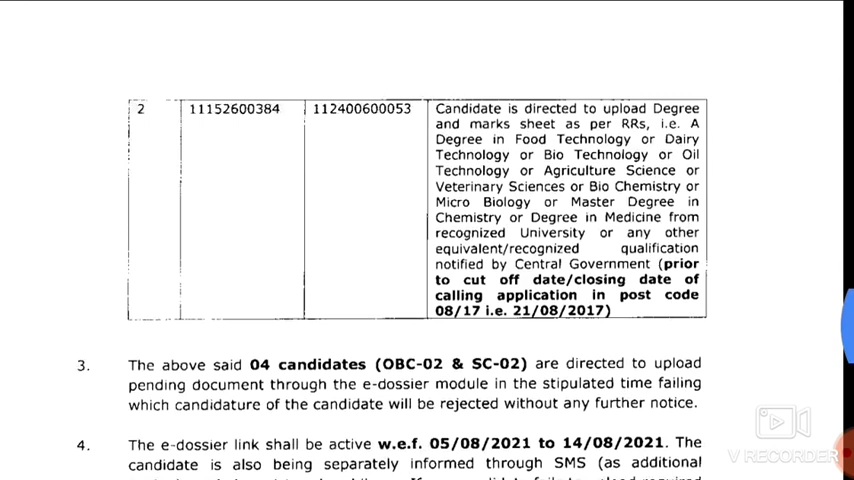 2 11152600384 112400600053 Candidate is directed to upload Degree
and marks sheet as per RRs, i.e. A
Degree in Food Technology or Dairy
Technology or Bio Technology or Oil
Technology or Agriculture Science or
Veterinary Sciences or Bio Chemistry or
Micro Biology or Master Degree in
Chemistry or Degree in Medicine from
recognized University or any other
equivalent/recognized qualification
notified by Central Government (prior
to cut off date/closing date of
calling application in post code
08/17 i.e. 21/08/2017)
3. The above said 04 candidates (OBC-02 & SC-02) are directed to upload
pending document through the e-dossier module in the stipulated time failing
which candidature of the candidate will be rejected without any further notice.
4. The e-dossier link shall be active w.e.f. 05/08/2021 to 14/08/2021. The
candidate is also being separately informed through SMS (as additional
V RECORDER